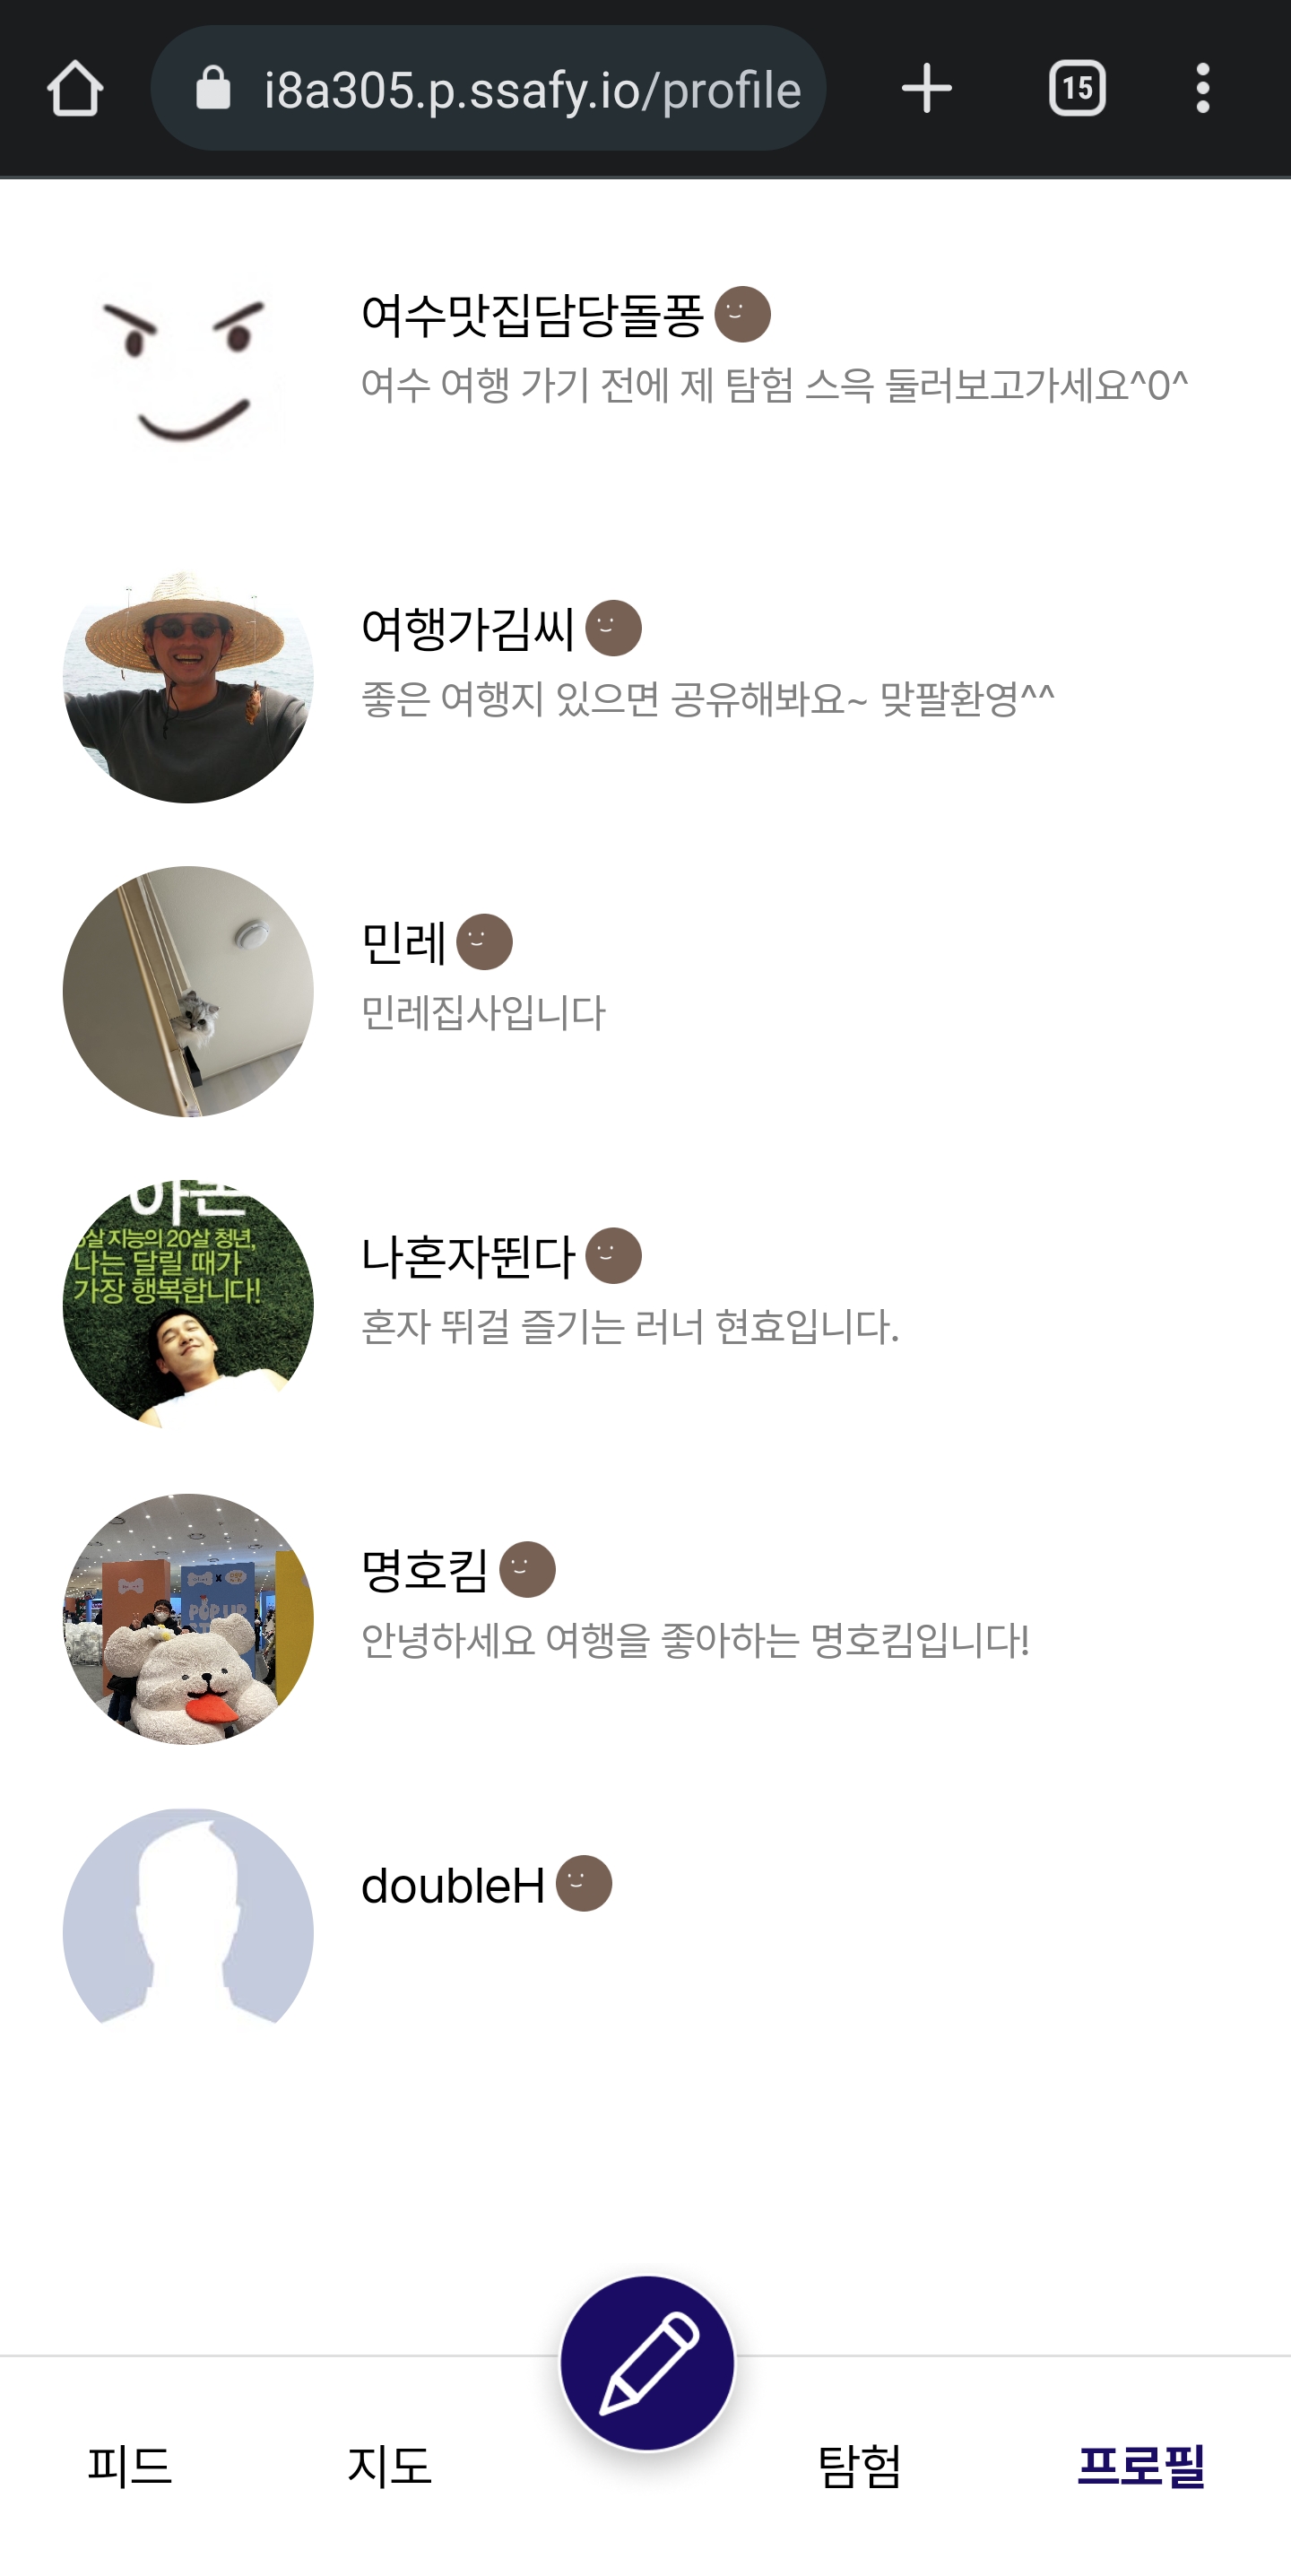 i8a305.p.ssafy.io/profile
15
여수맛집담당돌퐁
여수 여행 가기 전에 제 탐험 스윽 둘러보고가세요^0^
여행가김씨
좋은 여행지 있으면 공유해봐요~ 맞팔환영^^
민레
민레집사입니다
살 지능의 20살 청년,
나는 달릴 때가
가장 행복합니다!
나혼자뛴다
혼자 뛰걸 즐기는 러너 현효입니다.
명호킴
안녕하세요 여행을 좋아하는 명호킴입니다!
POP UP
doubleH
피드
지도
탐험
프로필